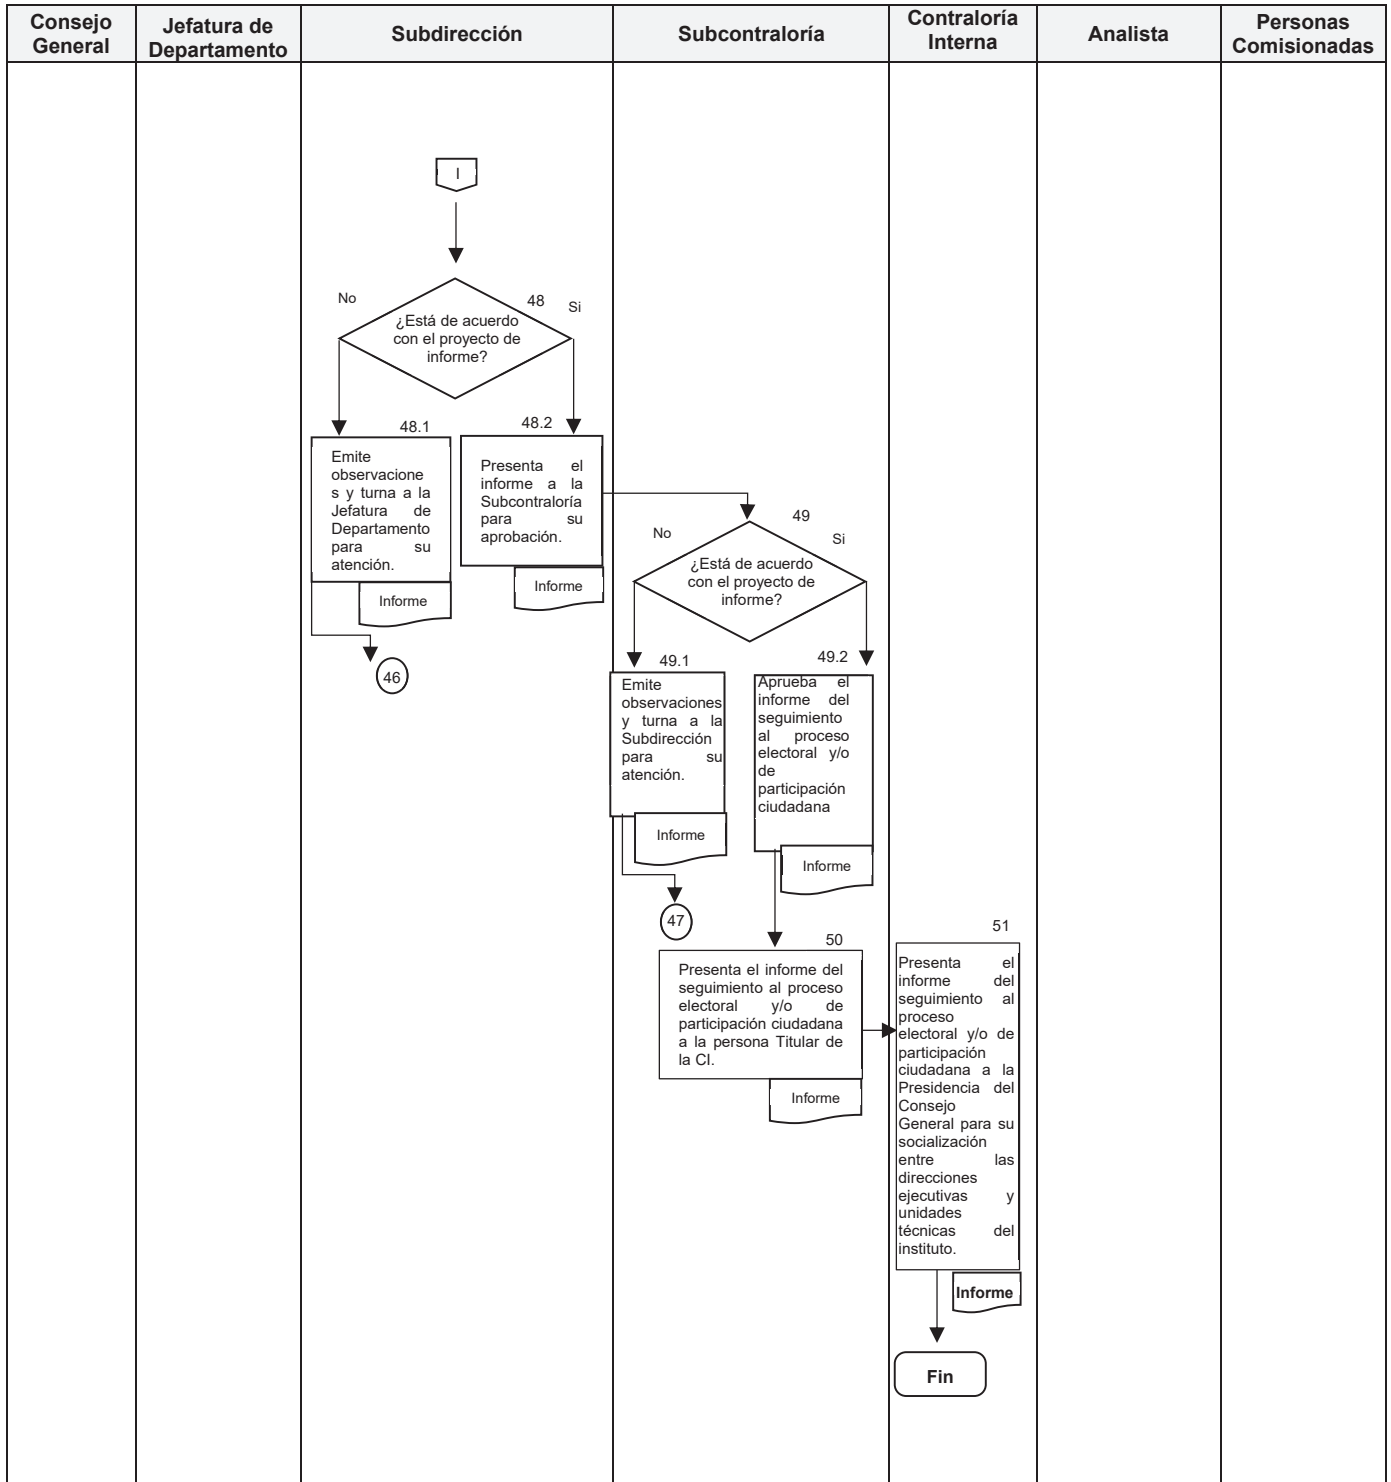 Consejo
General
Jefatura de
Departamento
Subdirección
Subcontraloría
Contraloría
Interna
Analista
Personas
Comisionadas
I
No
48
Si
¿Está de acuerdo
con el proyecto de
informe?
48.1
Emite
observacione
s y turna a la
Jefatura de
Departamento
para su
atención.
Informe
46
48.2
Presenta el
informe a la
Subcontraloría
para su
aprobación.
Informe
49
No
Si
¿Está de acuerdo
con el proyecto de
informe?
49.1
Emite
observaciones
y turna a la
Subdirección
para su
atención.
Informe
47
49.2
Aprueba el
informe del
seguimiento
al proceso
electoral y/o
de
participación
ciudadana
Informe
50
Presenta el informe del
seguimiento al proceso
electoral y/o de
participación ciudadana
a la persona Titular de
la CI.
Informe
51
Presenta el
informe del
seguimiento al
proceso
electoral y/o de
participación
ciudadana a la
Presidencia del
Consejo
General para su
socialización
entre las
direcciones
ejecutivas y
unidades
técnicas del
instituto.
Informe
Fin